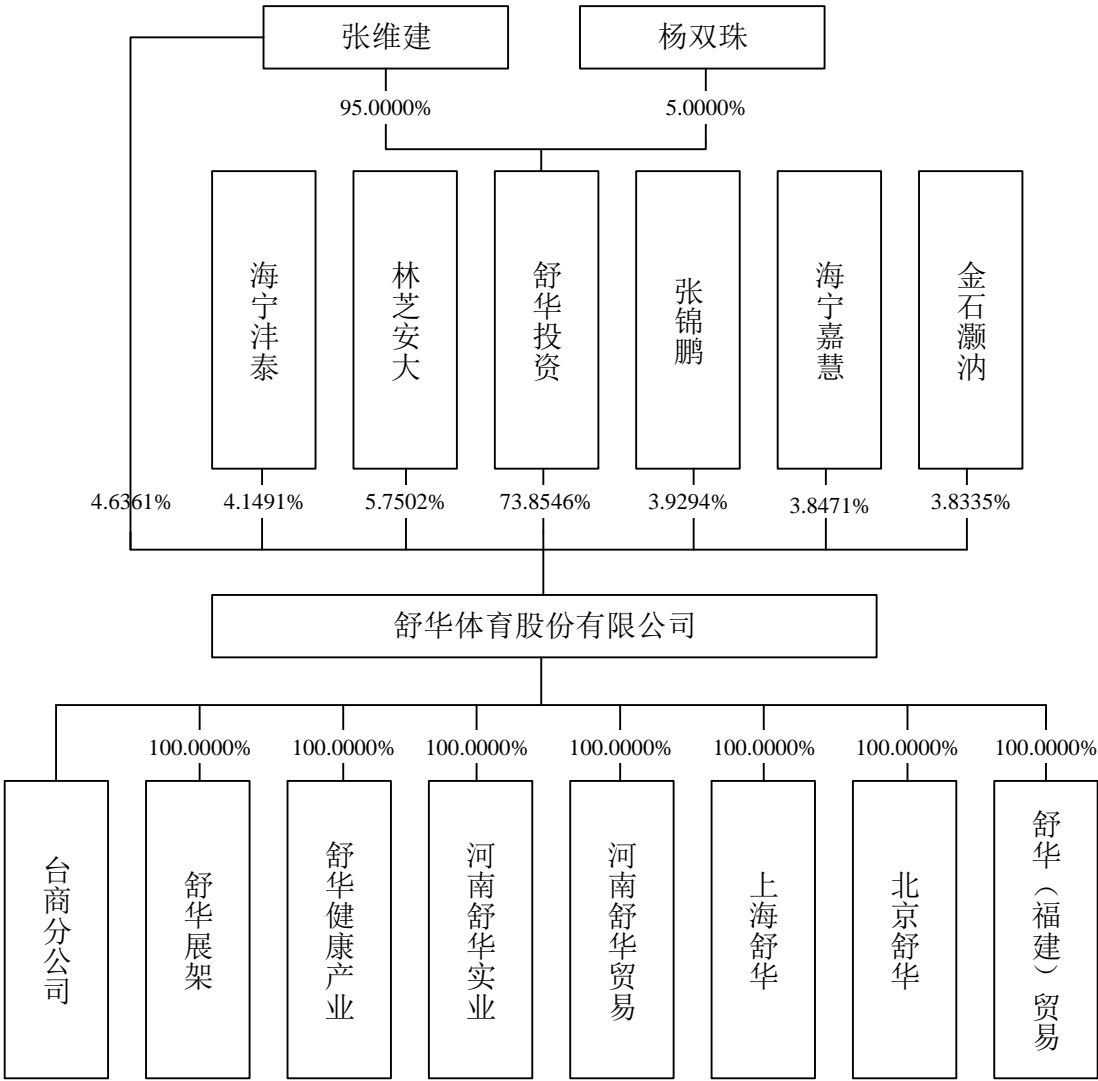 张维建
杨双珠
95.0000%
5.0000%
海宁沣泰
林芝安大
舒华投资
张锦鹏
海宁嘉慧
金石灏汭
4.6361%
4.1491%
5.7502%
73.8546%
3.9294%
3.8471%
3.8335%
舒华体育股份有限公司
100.0000%
100.0000%
100.0000%
100.0000%
100.0000%
100.0000%
100.0000%
台商分公司
舒华展架
舒华健康产业
河南舒华实业
河南舒华贸易
上海舒华
北京舒华
舒华（福建）贸易